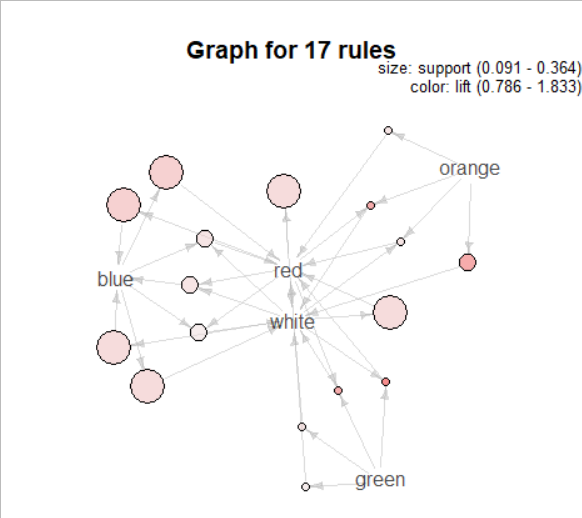 Graph for 17 rules
size: support (0.091 - 0.364)
color: lift (0.786 - 1.833)
orange
red
blue
white
green